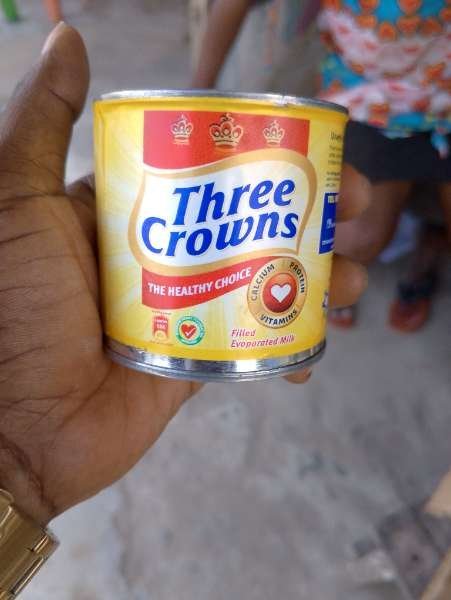 Three
Crowns
THE HEALTHY CHOICE
CALCIUM
PROTEIN
VITAMINS
Filled
Evaporated Milk